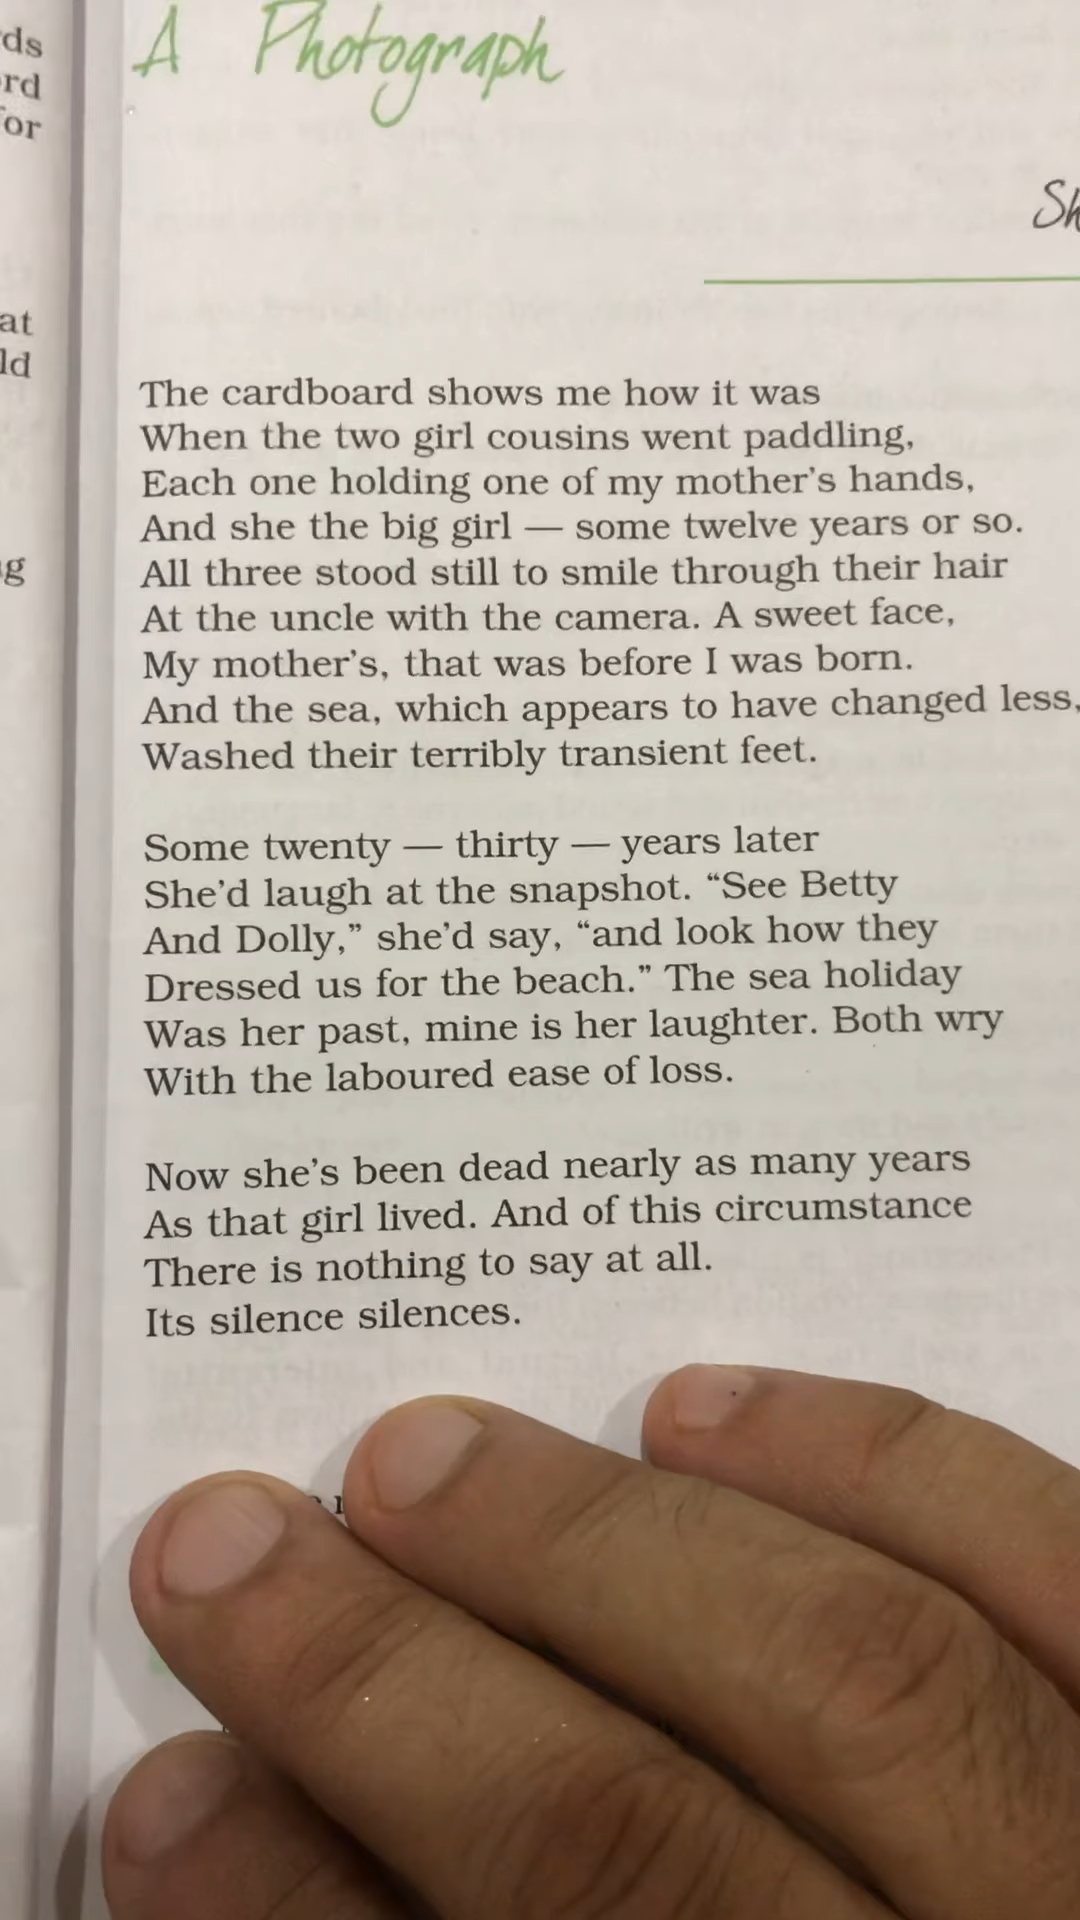 ds
rd
for
at
ld
g
A Photograph
Sh
The cardboard shows me how it was
When the two girl cousins went paddling,
Each one holding one of my mother's hands,
And she the big girl — some twelve years or so.
All three stood still to smile through their hair
At the uncle with the camera. A sweet face,
My mother's, that was before I was born.
And the sea, which appears to have changed less,
Washed their terribly transient feet.
Some twenty — thirty — years later
She'd laugh at the snapshot. “See Betty
And Dolly,” she'd say, “and look how they
Dressed us for the beach.” The sea holiday
Was her past, mine is her laughter. Both wry
With the laboured ease of loss.
Now she's been dead nearly as many years
As that girl lived. And of this circumstance
There is nothing to say at all.
Its silence silences.